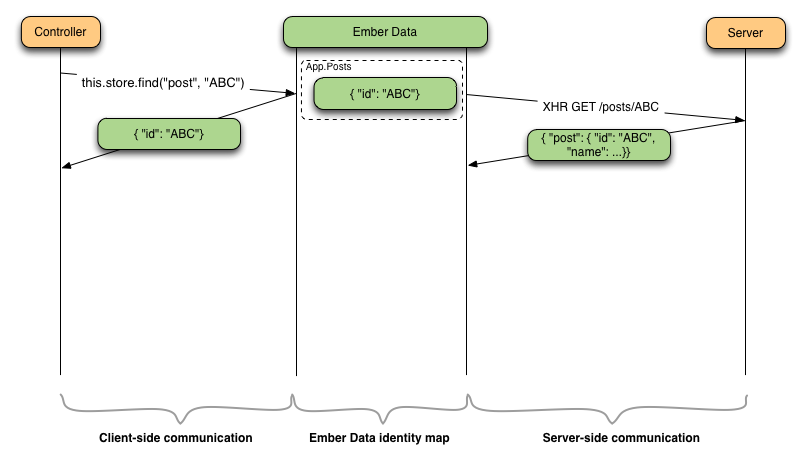 Controller
Ember Data
Server
App.Posts
this.store.find("post", "ABC")
{ "id": "ABC"}
XHR GET /posts/ABC
{ "id": "ABC"}
{ "post": { "id": "ABC",
"name": ...}}
Client-side communication
Ember Data identity map
Server-side communication